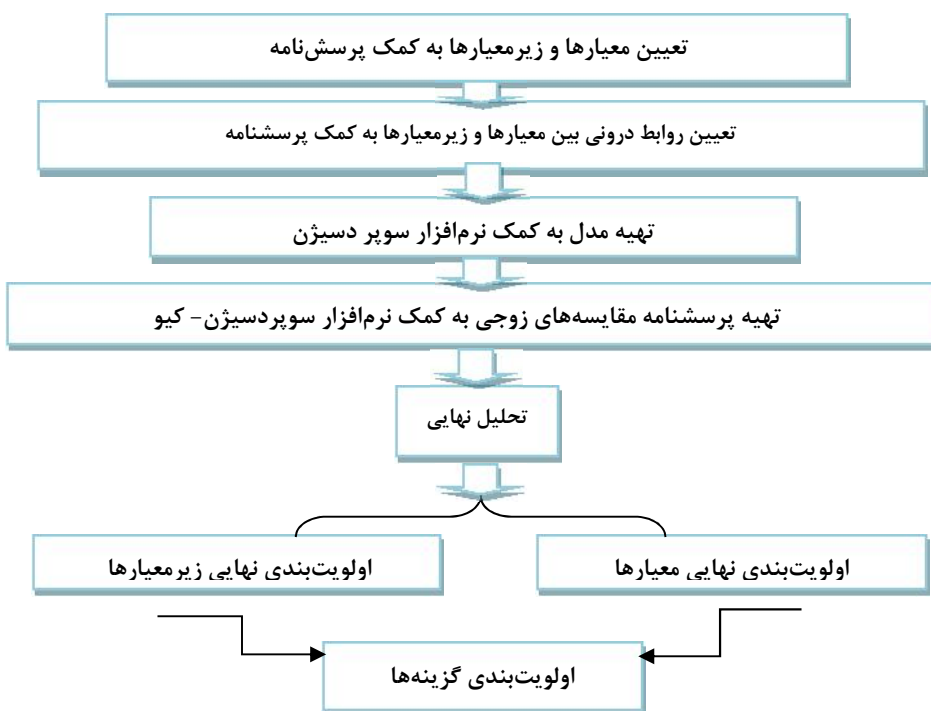 تعیین معیارها و زیرمعیارها به کمک پرسش‌نامه
تعیین روابط درونی بین معیارها و زیرمعیارها به کمک پرسشنامه
تهیه مدل به کمک نرم‌افزار سوپر دسیژن
تهیه پرسشنامه مقایسه‌های زوجی به کمک نرم‌افزار سوپردسیژن- کیو
تحلیل نهایی
اولویت‌بندی نهایی معیارها
اولویت‌بندی نهایی زیرمعیارها
اولویت‌بندی گزینه‌ها